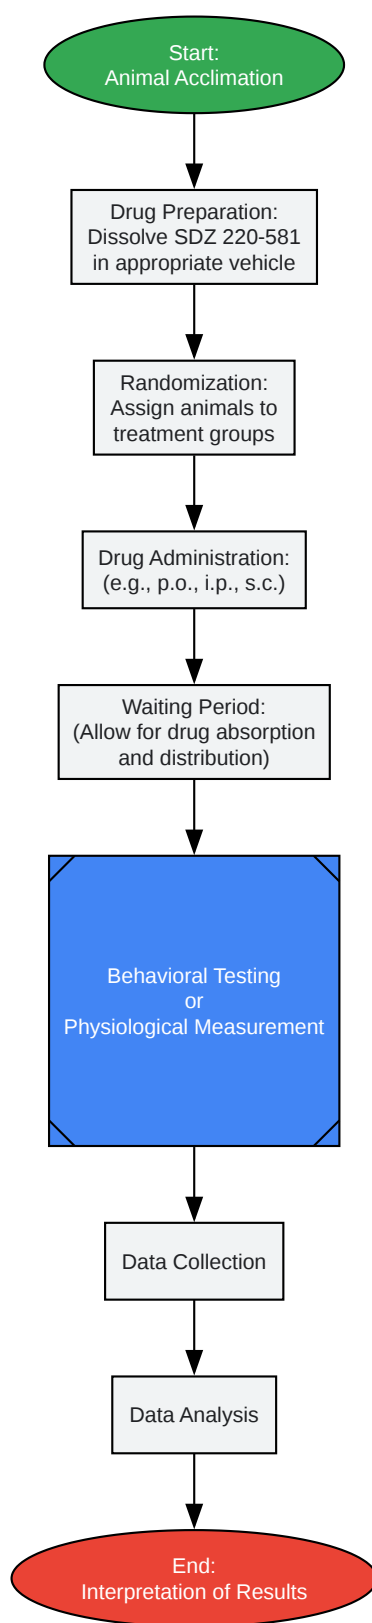 Start:
Animal Acclimation
Drug Preparation:
Dissolve SDZ 220-581
in appropriate vehicle
Randomization:
Assign animals to
treatment groups
Drug Administration:
(e.g., p.o., i.p., s.c.)
Waiting Period:
(Allow for drug absorption
and distribution)
Behavioral Testing
or
Physiological Measurement
Data Collection
Data Analysis
End:
Interpretation of Results